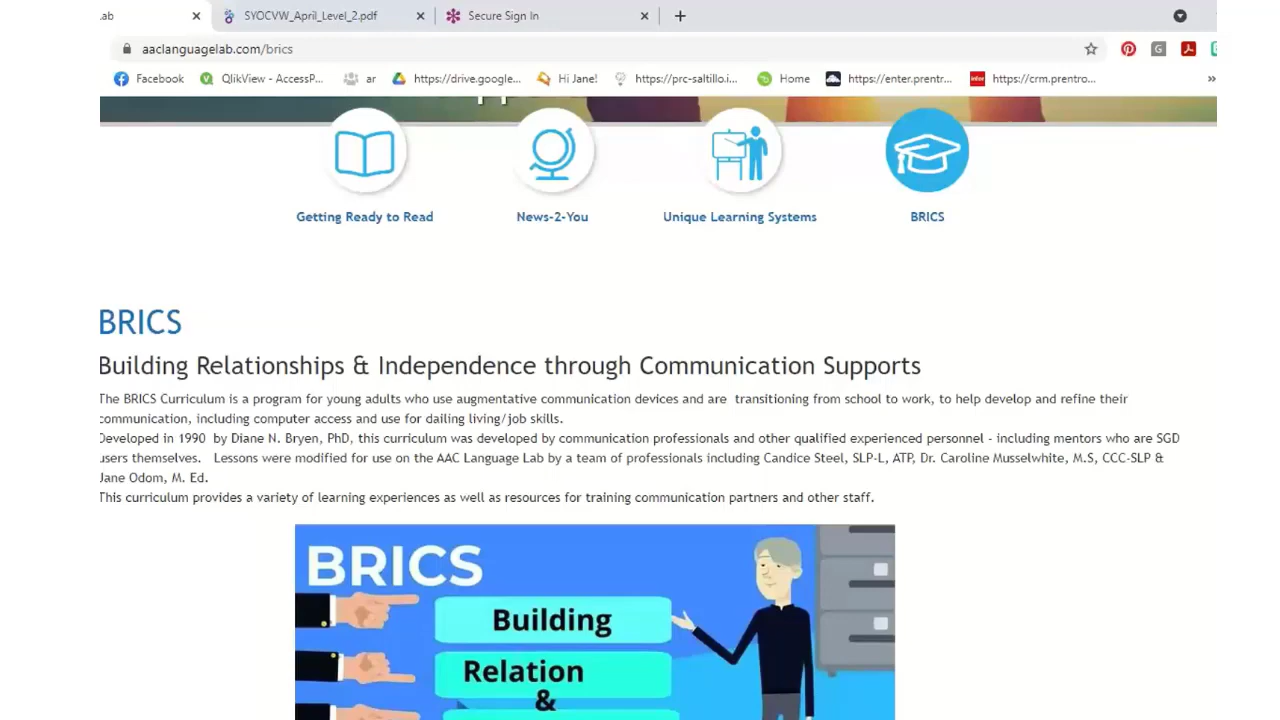 .ab
SYOCVW_April_Level_2.pdf
Secure Sign In
aaclanguagelab.com/brics
Facebook
QlikView - AccessP...
ar
https://drive.google...
Hi Jane!
https://prc-saltillo.i...
Home
https://enter.prentr...
https://crm.prentro...
Getting Ready to Read
News-2-You
Unique Learning Systems
BRICS
BRICS
Building Relationships & Independence through Communication Supports
The BRICS Curriculum is a program for young adults who use augmentative communication devices and are transitioning from school to work, to help develop and refine their
communication, including computer access and use for dailing living/job skills.
Developed in 1990 by Diane N. Bryen, PhD, this curriculum was developed by communication professionals and other qualified experienced personnel - including mentors who are SGD
users themselves. Lessons were modified for use on the AAC Language Lab by a team of professionals including Candice Steel, SLP-L, ATP, Dr. Caroline Musselwhite, M.S, CCC-SLP &
Jane Odom, M. Ed.
This curriculum provides a variety of learning experiences as well as resources for training communication partners and other staff.
BRICS
Building
Relation
&